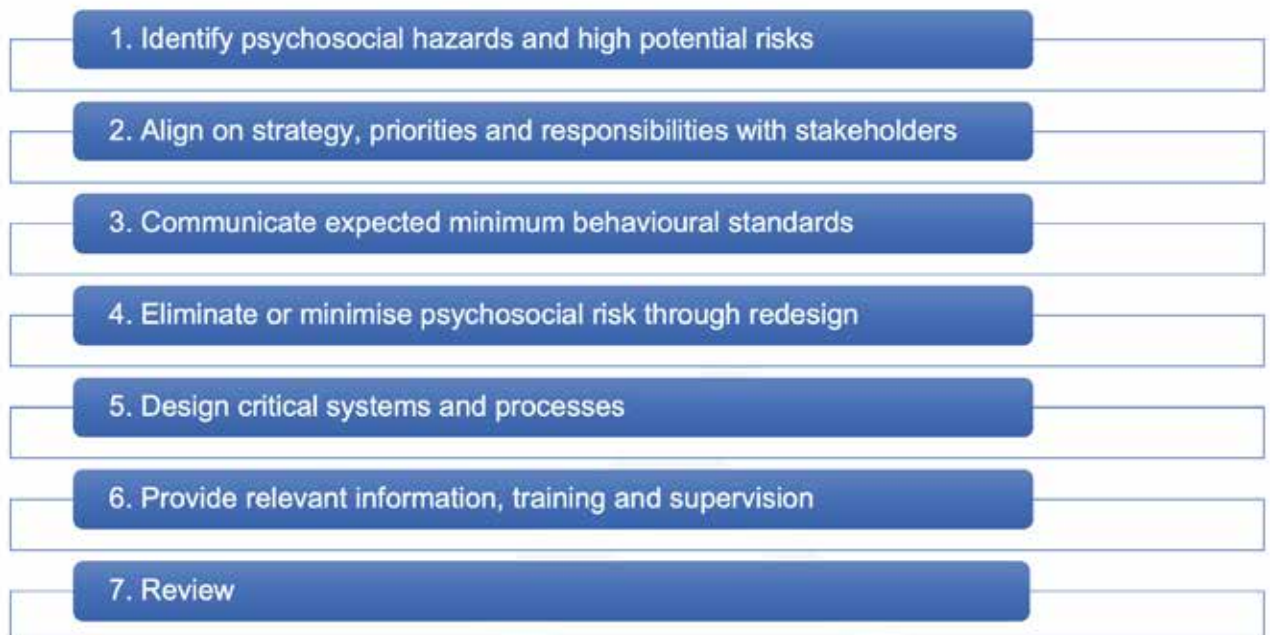 1. Identify psychosocial hazards and high potential risks
2. Align on strategy, priorities and responsibilities with stakeholders
3. Communicate expected minimum behavioural standards
4. Eliminate or minimise psychosocial risk through redesign
5. Design critical systems and processes
6. Provide relevant information, training and supervision
7. Review